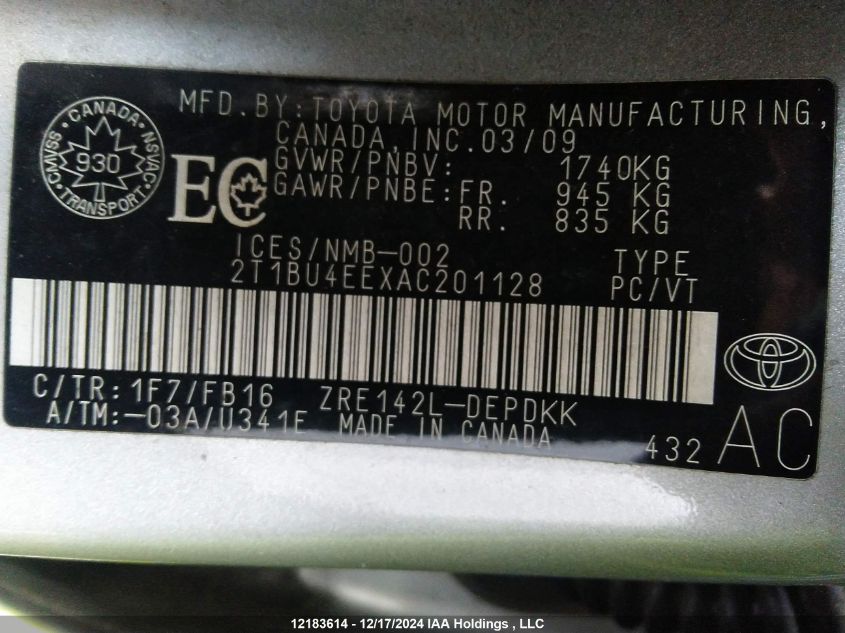 MFD.BY:TOYOTA MOTOR MANUFACTURING,
CANADA,INC.03/09
CANADA
CMVSS
930
NSVAC
TRANSPORT
EC
GVWR/PNBV: 1740KG
GAWR/PNBE:FR. 945 KG
RR. 835 KG
ICES/NMB-002 TYPE
2T1BU4EEXAC201128 PC/VT
C/TR:1F7/FB16 ZRE142L-DEPDKK
A/TM:-03A/U341E MADE IN CANADA 432 AC
12183614 - 12/17/2024 IAA Holdings , LLC